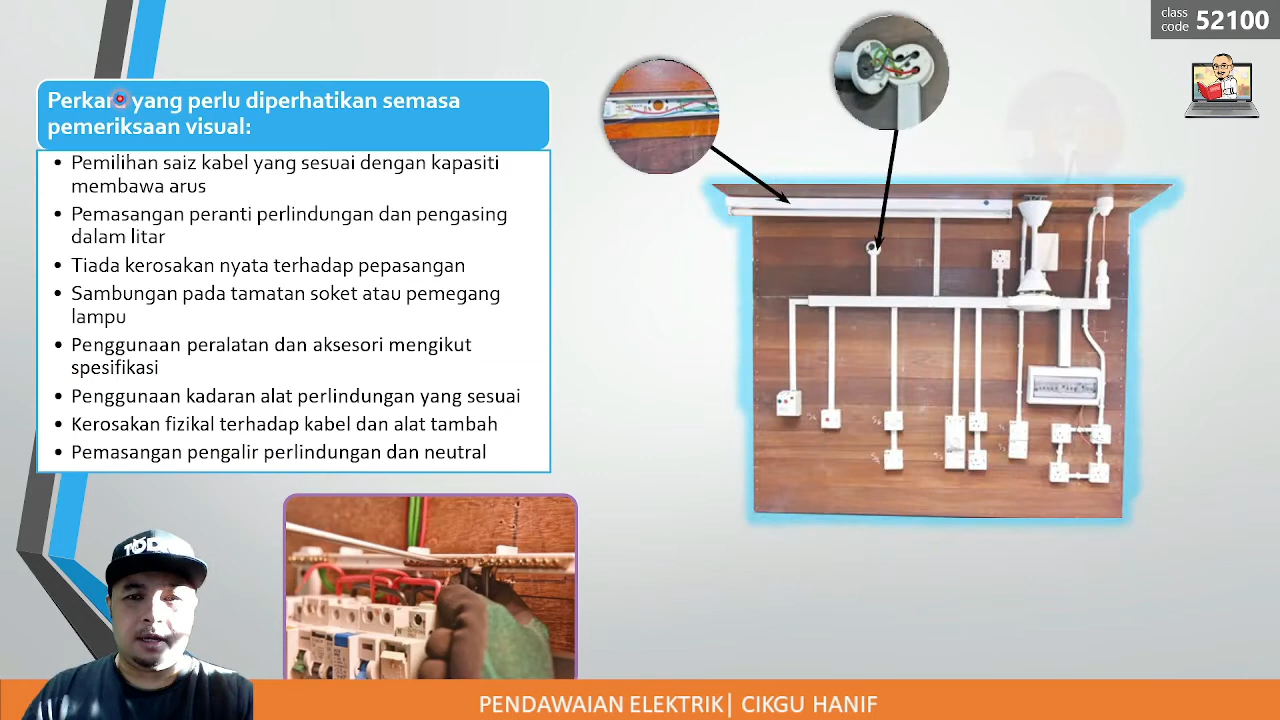 class
code 52100
Perkara yang perlu diperhatikan semasa
pemeriksaan visual:
• Pemilihan saiz kabel yang sesuai dengan kapasiti
membawa arus
• Pemasangan peranti perlindungan dan pengasing
dalam litar
• Tiada kerosakan nyata terhadap pepasangan
• Sambungan pada tamatan soket atau pemegang
lampu
• Penggunaan peralatan dan aksesori mengikut
spesifikasi
• Penggunaan kadaran alat perlindungan yang sesuai
• Kerosakan fizikal terhadap kabel dan alat tambah
• Pemasangan pengalir perlindungan dan neutral
PENDAWAIAN ELEKTRIK| CIKGU HANIF